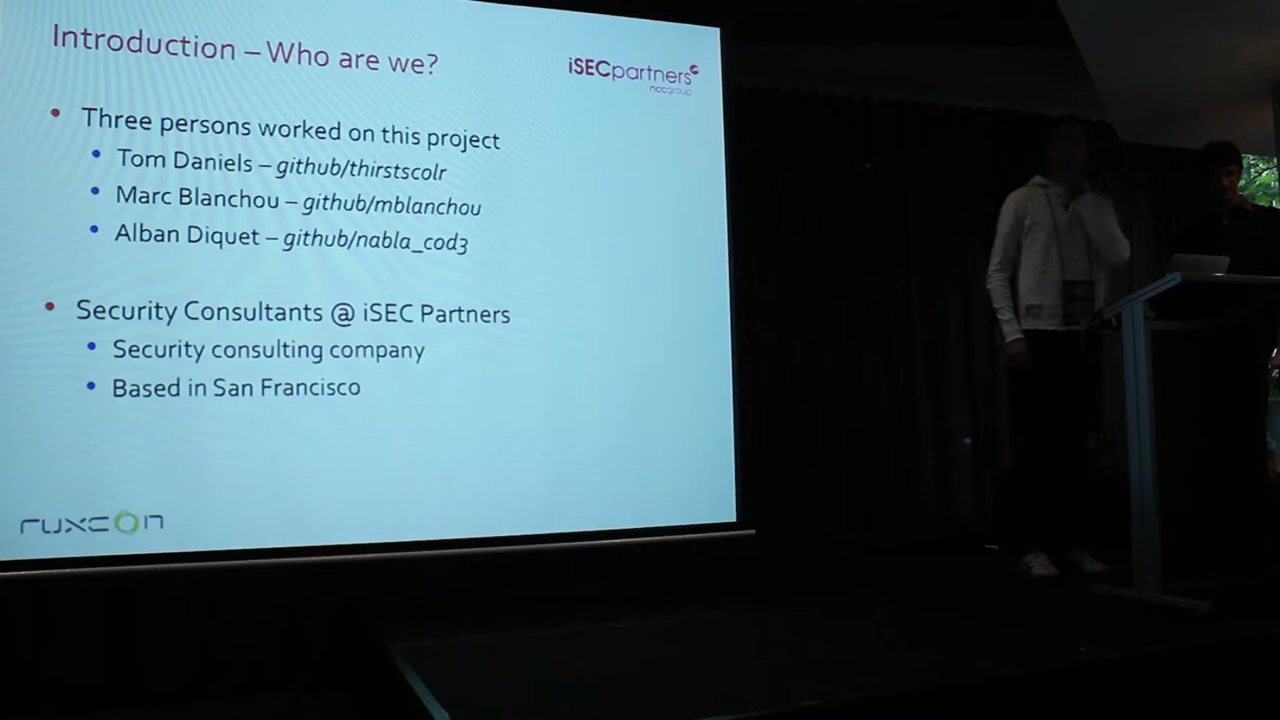 Introduction – Who are we?
iSECpartners
nccgroup
• Three persons worked on this project
• Tom Daniels – github/thirstscolr
• Marc Blanchou – github/mblanchou
• Alban Diquet – github/nabla_cod3
• Security Consultants @ iSEC Partners
• Security consulting company
• Based in San Francisco
ruxcon